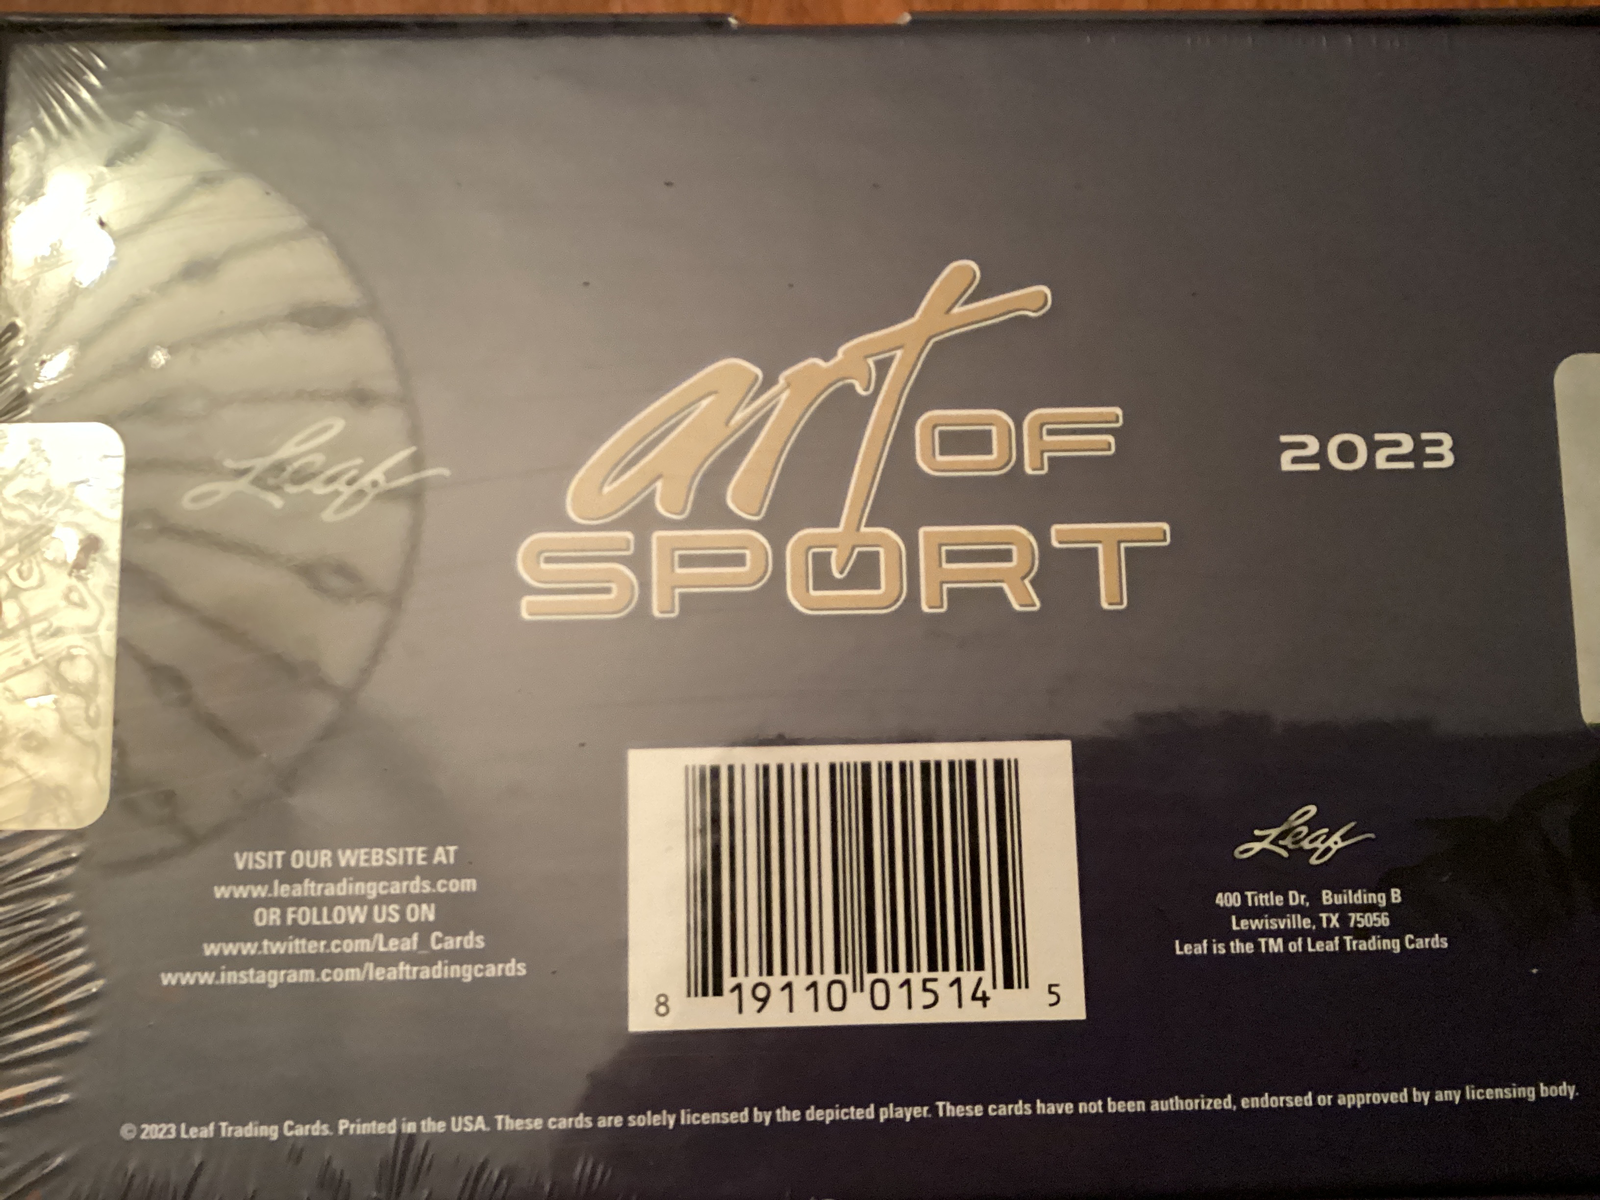 art OF
SPORT
Leaf
2023
VISIT OUR WEBSITE AT
www.leaftradingcards.com
OR FOLLOW US ON
www.twitter.com/Leaf_Cards
www.instagram.com/leaftradingcards
8 19110 01514 5
Leaf
400 Tittle Dr, Building B
Lewisville, TX 75056
Leaf is the TM of Leaf Trading Cards
© 2023 Leaf Trading Cards. Printed in the USA. These cards are solely licensed by the depicted player. These cards have not been authorized, endorsed or approved by any licensing body.